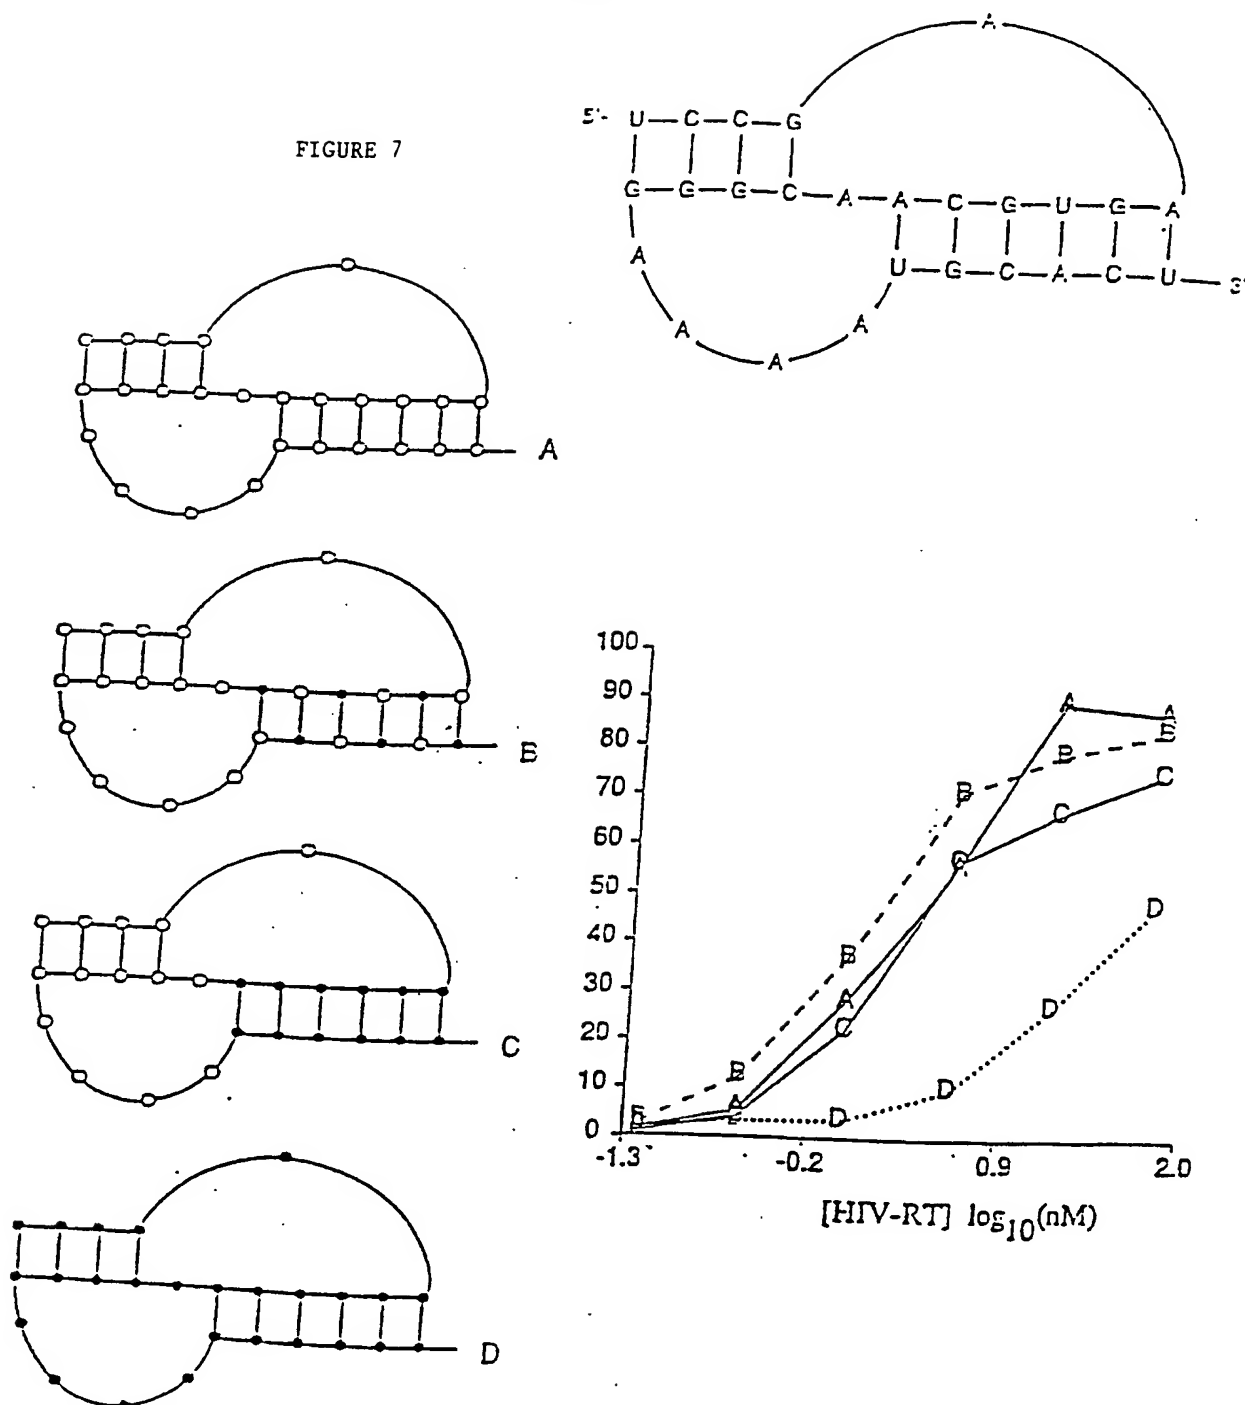 FIGURE 7
A
5'- U C C G
G G G C A A C G U G A
U G C A C U 3'
A
A
A
A
A
B
C
D
100
90
80
70
60
50
40
30
20
10
0
A A
B B
B C
C
C
A
B
A
C
B
A
D
D
D
D
-1.3 -0.2 0.9 2.0
[HIV-RT] log10(nM)